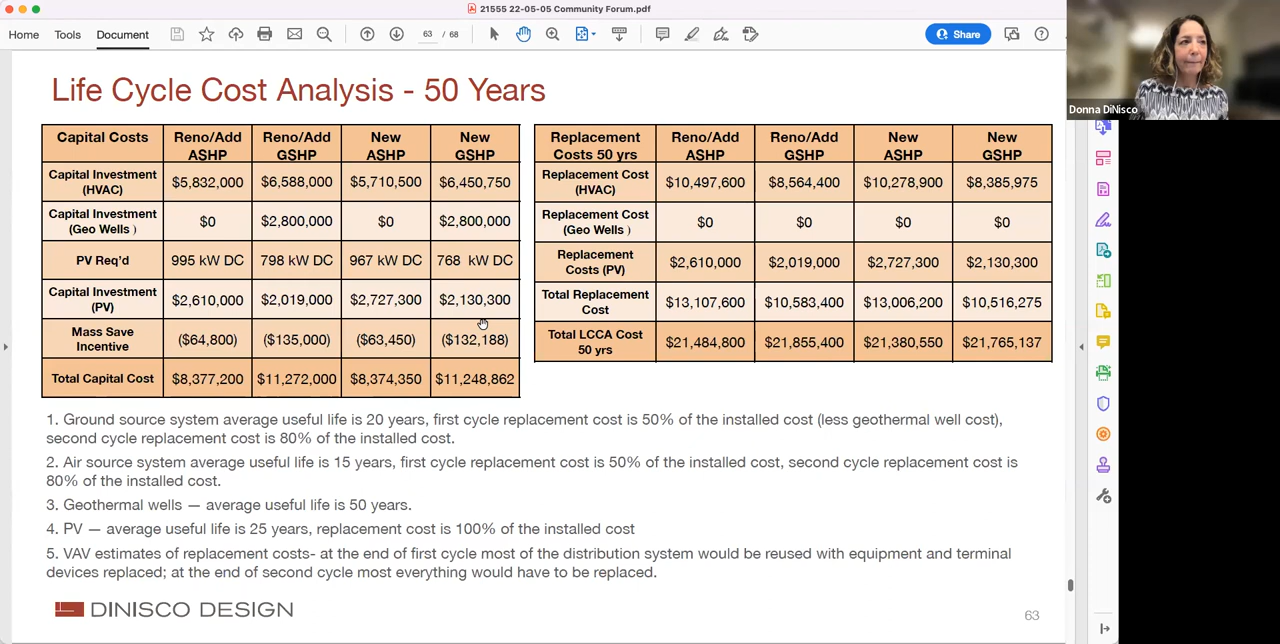 21555 22-05-05 Community Forum.pdf
Home Tools Document 63 / 68 Share
Donna DiNisco
Life Cycle Cost Analysis - 50 Years
Capital Costs Reno/Add ASHP Reno/Add GSHP New ASHP New GSHP
Capital Investment (HVAC) $5,832,000 $6,588,000 $5,710,500 $6,450,750
Capital Investment (Geo Wells ) $0 $2,800,000 $0 $2,800,000
PV Req'd 995 kW DC 798 kW DC 967 kW DC 768 kW DC
Capital Investment (PV) $2,610,000 $2,019,000 $2,727,300 $2,130,300
Mass Save Incentive ($64,800) ($135,000) ($63,450) ($132,188)
Total Capital Cost $8,377,200 $11,272,000 $8,374,350 $11,248,862
Replacement Costs 50 yrs Reno/Add ASHP Reno/Add GSHP New ASHP New GSHP
Replacement Cost (HVAC) $10,497,600 $8,564,400 $10,278,900 $8,385,975
Replacement Cost (Geo Wells ) $0 $0 $0 $0
Replacement Costs (PV) $2,610,000 $2,019,000 $2,727,300 $2,130,300
Total Replacement Cost $13,107,600 $10,583,400 $13,006,200 $10,516,275
Total LCCA Cost 50 yrs $21,484,800 $21,855,400 $21,380,550 $21,765,137
1. Ground source system average useful life is 20 years, first cycle replacement cost is 50% of the installed cost (less geothermal well cost),
second cycle replacement cost is 80% of the installed cost.
2. Air source system average useful life is 15 years, first cycle replacement cost is 50% of the installed cost, second cycle replacement cost is
80% of the installed cost.
3. Geothermal wells — average useful life is 50 years.
4. PV — average useful life is 25 years, replacement cost is 100% of the installed cost
5. VAV estimates of replacement costs- at the end of first cycle most of the distribution system would be reused with equipment and terminal
devices replaced; at the end of second cycle most everything would have to be replaced.
DINISCO DESIGN
63